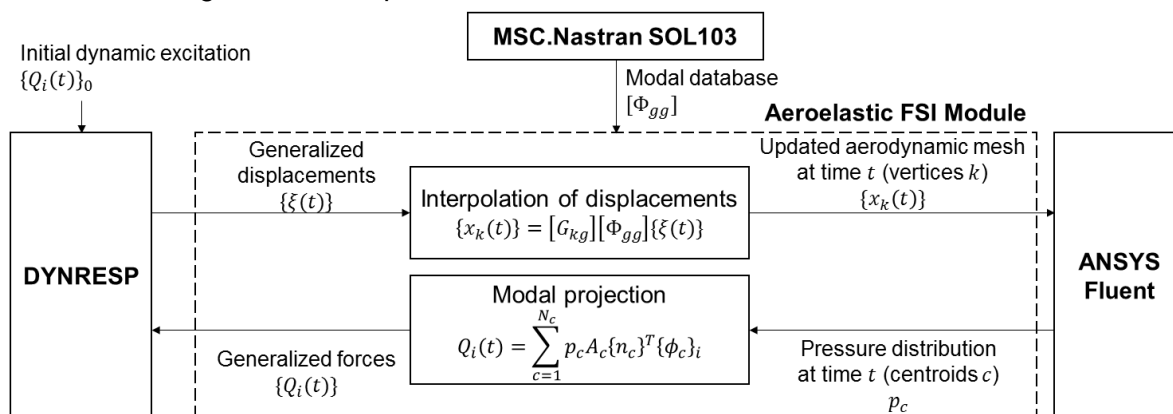 MSC.Nastran SOL103
Initial dynamic excitation
{Q_i(t)}_0
Modal database
[Φ_gg]
Aeroelastic FSI Module
Generalized
displacements
{ξ(t)}
Interpolation of displacements
{x_k(t)} = [G_kg][Φ_gg]{ξ(t)}
Updated aerodynamic mesh
at time t (vertices k)
{x_k(t)}
DYNRESP
ANSYS
Fluent
Modal projection
Q_i(t) = ∑_{c=1}^{N_c} p_c A_c{n_c}^T{ϕ_c}_i
Generalized forces
{Q_i(t)}
Pressure distribution
at time t (centroids c)
p_c